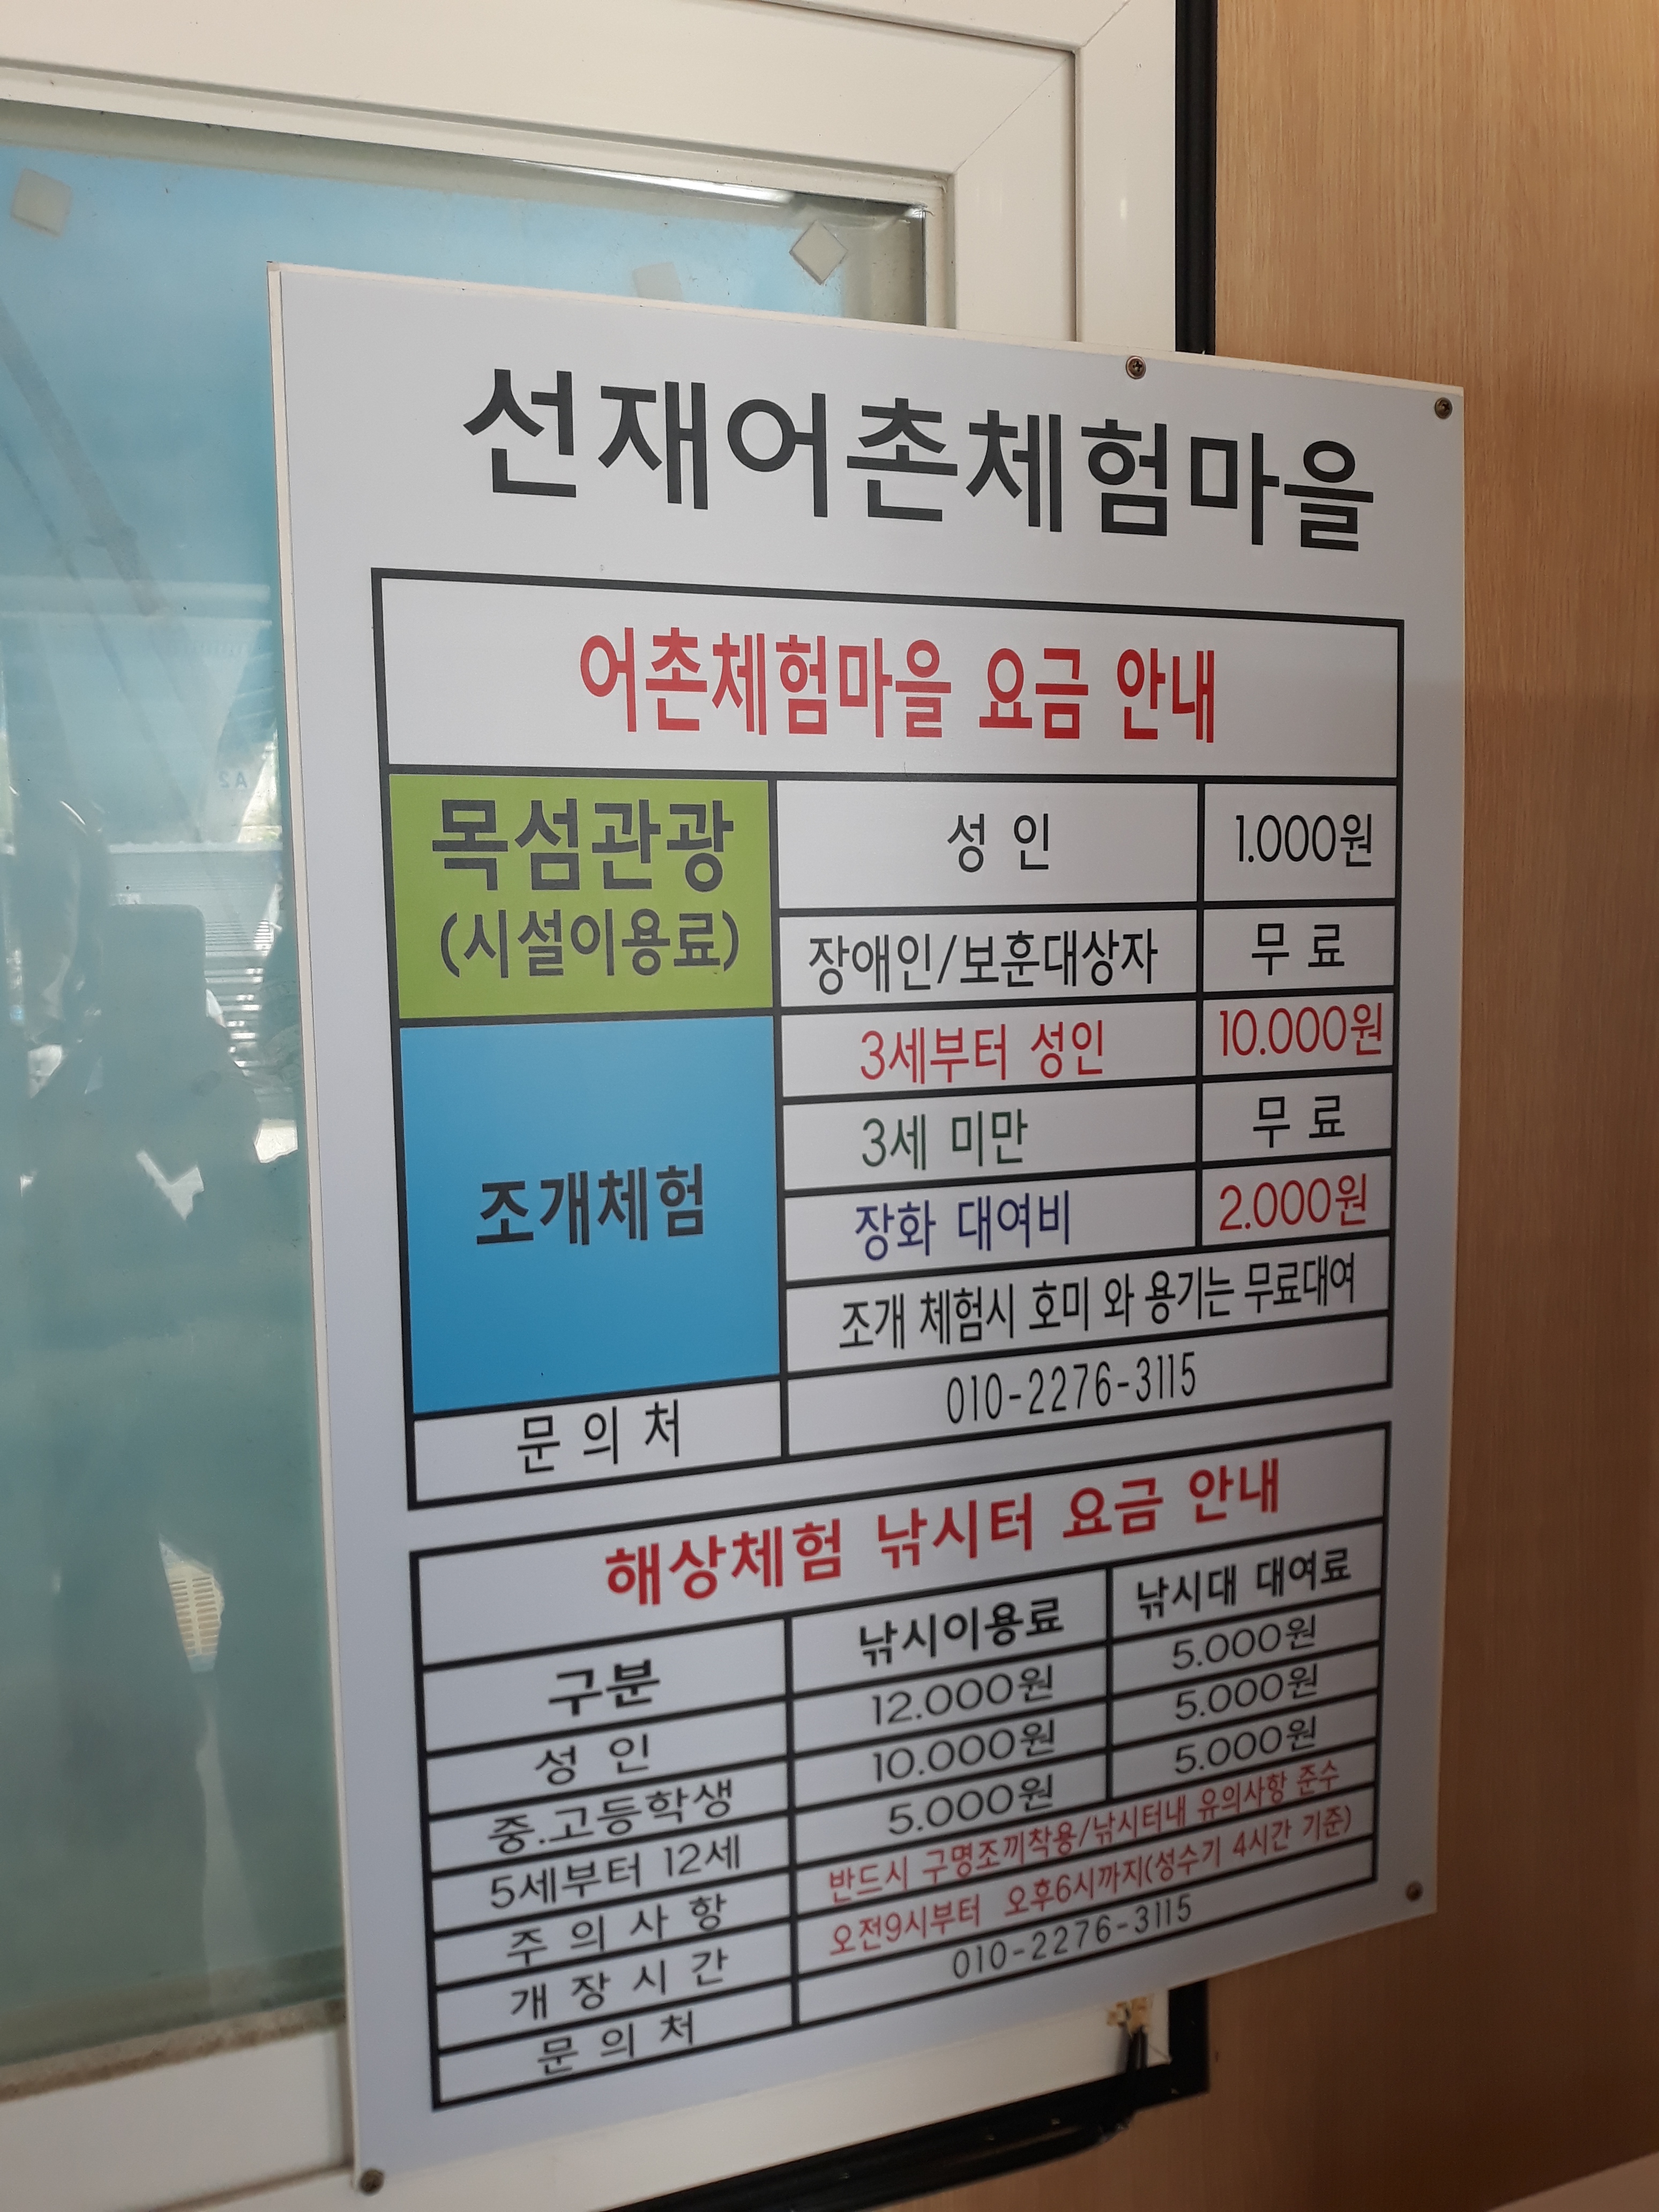 선재어촌체험마을
어촌체험마을 요금 안내
목섬관광
(시설이용료)
성 인 1.000원
장애인/보훈대상자 무 료
조개체험
3세부터 성인 10.000원
3세 미만 무 료
장화 대여비 2.000원
조개 체험시 호미 와 용기는 무료대여
문 의 처 010-2276-3115
해상체험 낚시터 요금 안내
구분 낚시이용료 낚시대 대여료
성 인 12.000원 5.000원
중.고등학생 10.000원 5.000원
5세부터 12세 5.000원 5.000원
주 의 사 항 반드시 구명조끼착용/낚시터내 유의사항 준수
개 장 시 간 오전9시부터 오후6시까지(성수기 4시간 기준)
문 의 처 010-2276-3115
A2